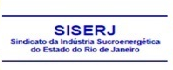 SISERJ
Sindicato da Indústria Sucroenergética
do Estado do Rio de Janeiro